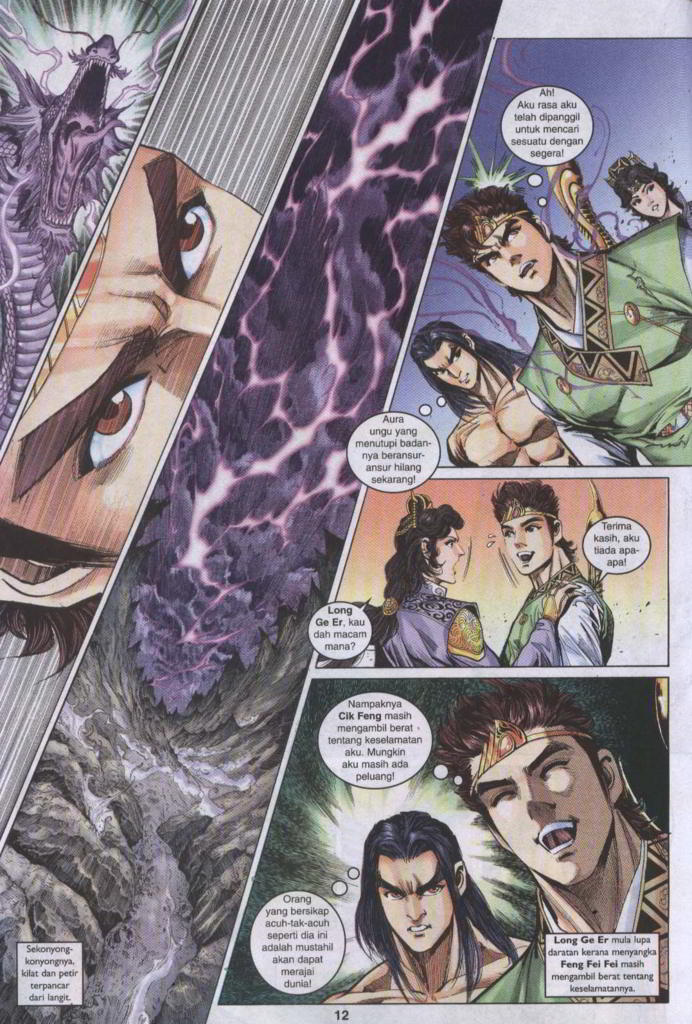 Sekonyong-
konyongnya,
kilat dan petir
terpancar
dari langit.
Ah!
Aku rasa aku
telah dipanggil
untuk mencari
sesuatu dengan
segera!
Aura
ungu yang
menutupi badan-
nya beransur-
ansur hilang
sekarang!
Long
Ge Er, kau
dah macam
mana?
Terima
kasih, aku
tiada apa-
apa!
Nampaknya
Cik Feng masih
mengambil berat
tentang keselamatan
aku. Mungkin
aku masih ada
peluang!
Orang
yang bersikap
acuh-tak-acuh
seperti dia ini
adalah mustahil
akan dapat
merajai
dunia!
Long Ge Er mula lupa
daratan kerana menyangka
Feng Fei Fei masih
mengambil berat tentang
keselamatannya.
12